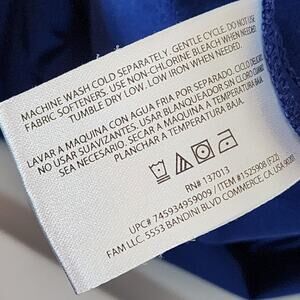 MACHINE WASH COLD SEPARATELY. GENTLE CYCLE. DO NOT USE
FABRIC SOFTENERS. USE NON-CHLORINE BLEACH WHEN NEEDED.
TUMBLE DRY LOW. LOW IRON WHEN NEEDED.
LAVAR A MAQUINA CON AGUA FRIA POR SEPARADO. CICLO DELICADO
NO USAR SUAVIZANTES. USAR BLANQUEADOR SIN CLORO CUANDO
SEA NECESARIO. SECAR A MAQUINA A TEMPERATURA BAJA.
PLANCHAR A TEMPERATURA BAJA.
RN# 137013
UPC# 745934959009 / ITEM #1525908 (F22)
FAM LLC. 5553 BANDINI BLVD COMMERCE, CA USA